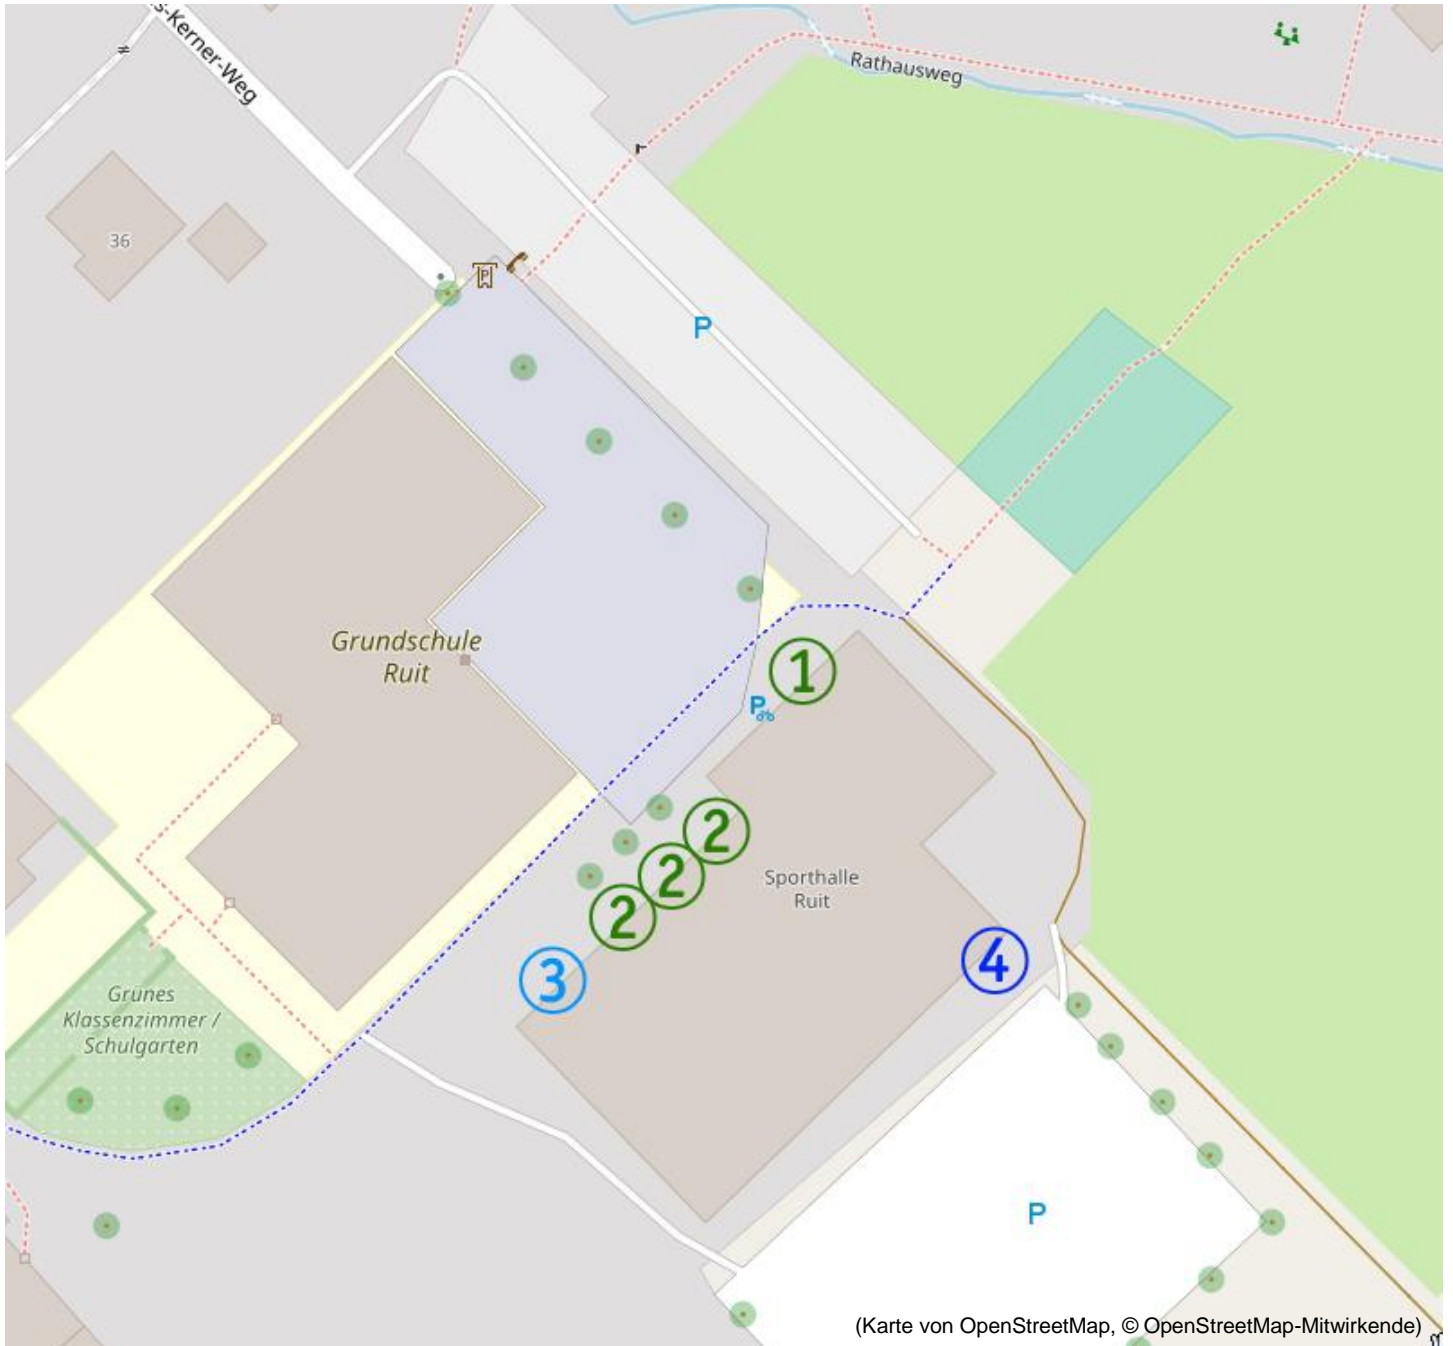 s-Kerner-Weg
Rathausweg
36
P
P
Grundschule
Ruit
1
P
2
2
2
Sporthalle
Ruit
3
4
Grünes
Klassenzimmer /
Schulgarten
P
(Karte von OpenStreetMap, © OpenStreetMap-Mitwirkende)